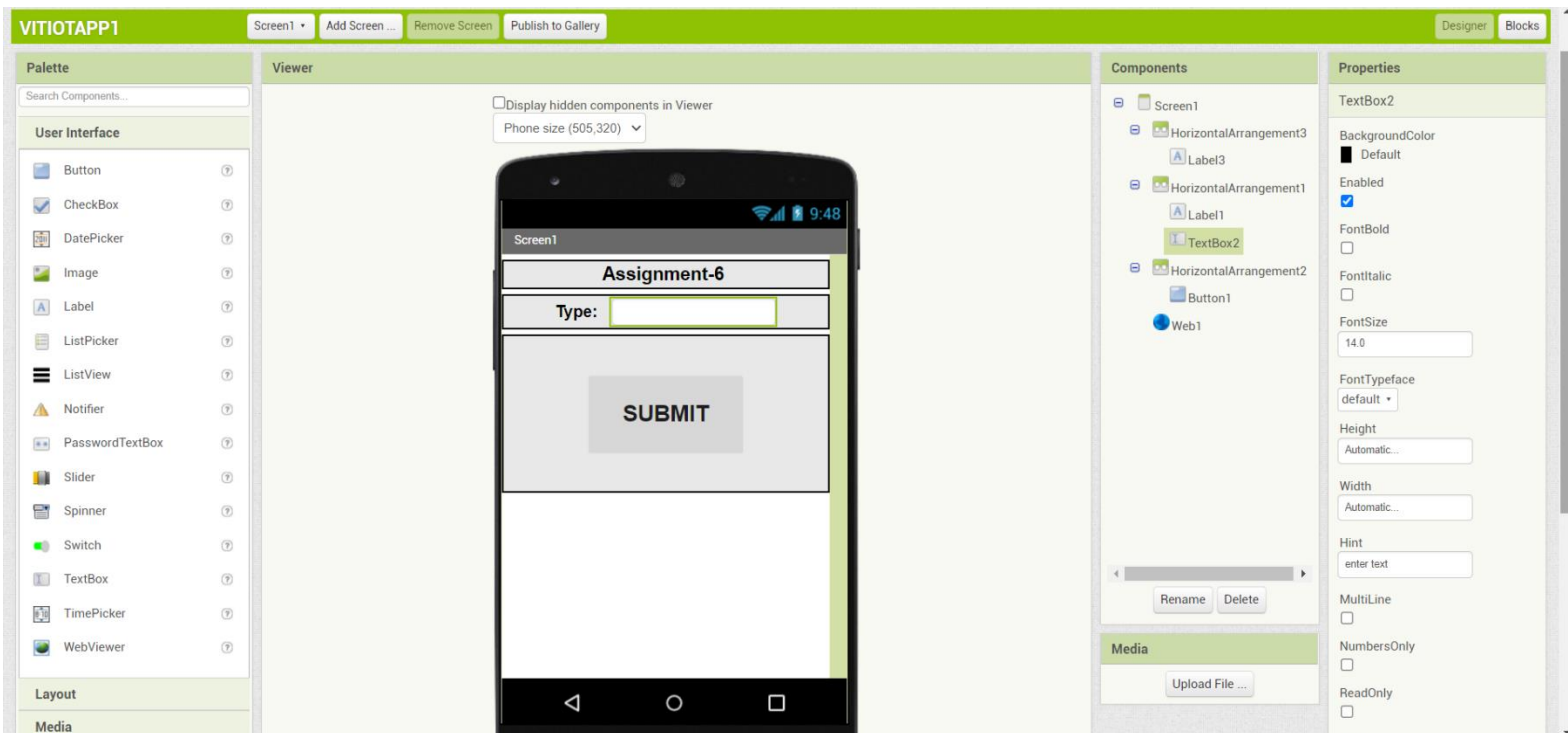 VITIOTAPP1
Screen1
Add Screen ...
Remove Screen
Publish to Gallery
Designer
Blocks
Palette
Search Components...
User Interface
Button
CheckBox
DatePicker
Image
Label
ListPicker
ListView
Notifier
PasswordTextBox
Slider
Spinner
Switch
TextBox
TimePicker
WebViewer
Layout
Media
Viewer
Display hidden components in Viewer
Phone size (505,320)
9:48
Screen1
Assignment-6
Type:
SUBMIT
Components
Screen1
HorizontalArrangement3
Label3
HorizontalArrangement1
Label1
TextBox2
HorizontalArrangement2
Button1
Web1
Rename
Delete
Media
Upload File ...
Properties
TextBox2
BackgroundColor
Default
Enabled
FontBold
FontItalic
FontSize
14.0
FontTypeface
default
Height
Automatic...
Width
Automatic...
Hint
enter text
MultiLine
NumbersOnly
ReadOnly